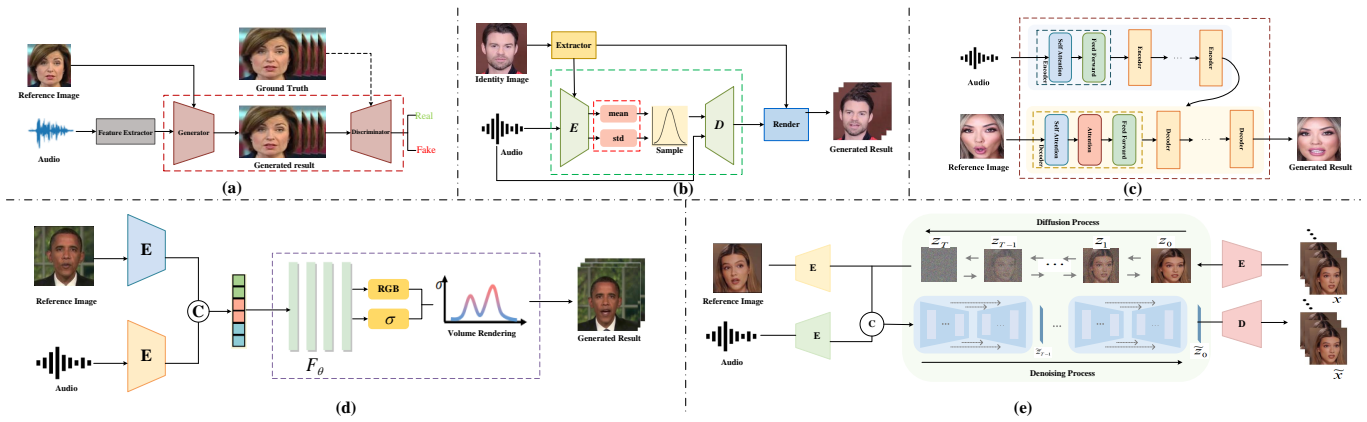 Reference Image
Audio
Feature Extractor
Generator
Ground Truth
Generated result
Discriminator
Real
Fake
(a)
Identity Image
Extractor
Audio
E
mean
std
Sample
D
Render
Generated Result
(b)
Audio
Self Attention
Feed Forward
Encoder
Encoder
...
Encoder
Reference Image
Self Attention
Attention
Feed Forward
Decoder
Decoder
...
Decoder
Generated Result
(c)
Reference Image
E
Audio
E
C
F_θ
RGB
σ
σ
Volume Rendering
Generated Result
(d)
Reference Image
E
Audio
E
C
Diffusion Process
z_T
z_{T-1}
...
z_1
z_0
E
x
...
...
...
...
...
z̃_{T-1}
z̃_0
Denoising Process
D
x̃
(e)